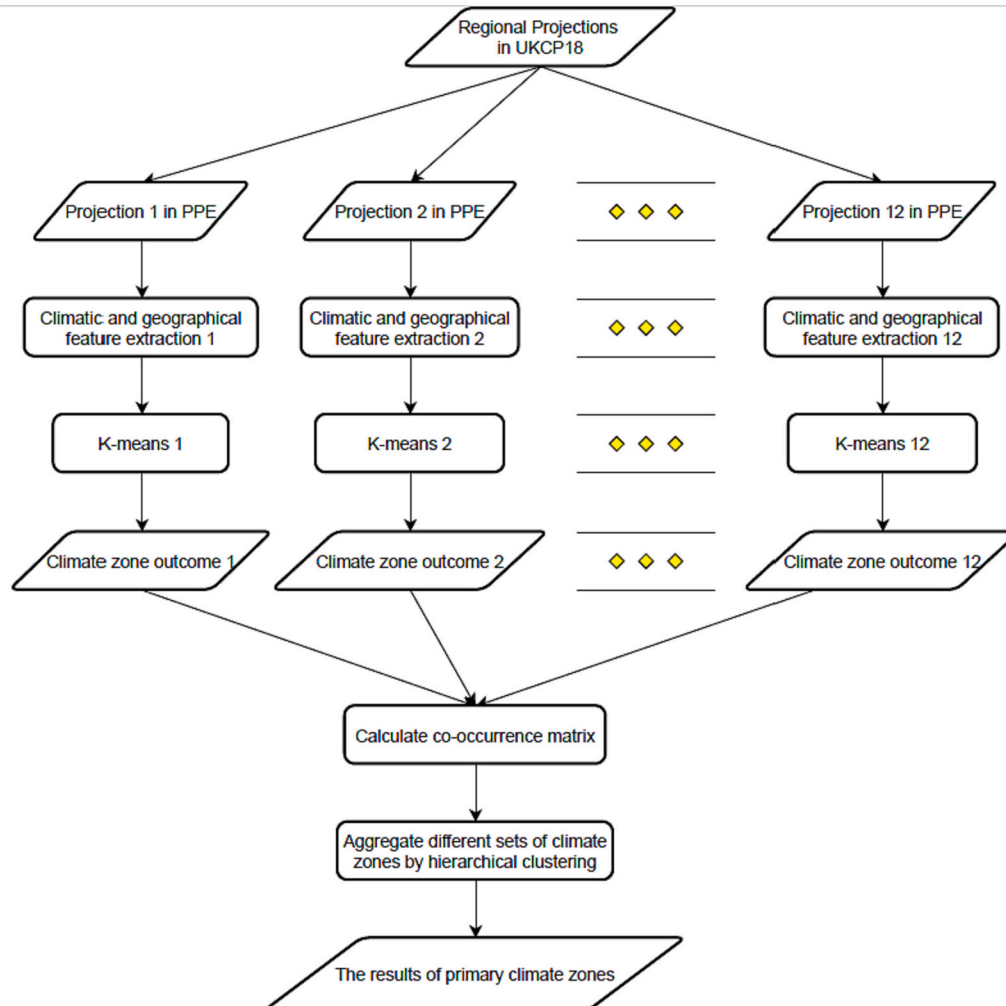 Regional Projections
in UKCP18
Projection 1 in PPE
Projection 2 in PPE
Projection 12 in PPE
Climatic and geographical
feature extraction 1
Climatic and geographical
feature extraction 2
Climatic and geographical
feature extraction 12
K-means 1
K-means 2
K-means 12
Climate zone outcome 1
Climate zone outcome 2
Climate zone outcome 12
Calculate co-occurrence matrix
Aggregate different sets of climate
zones by hierarchical clustering
The results of primary climate zones